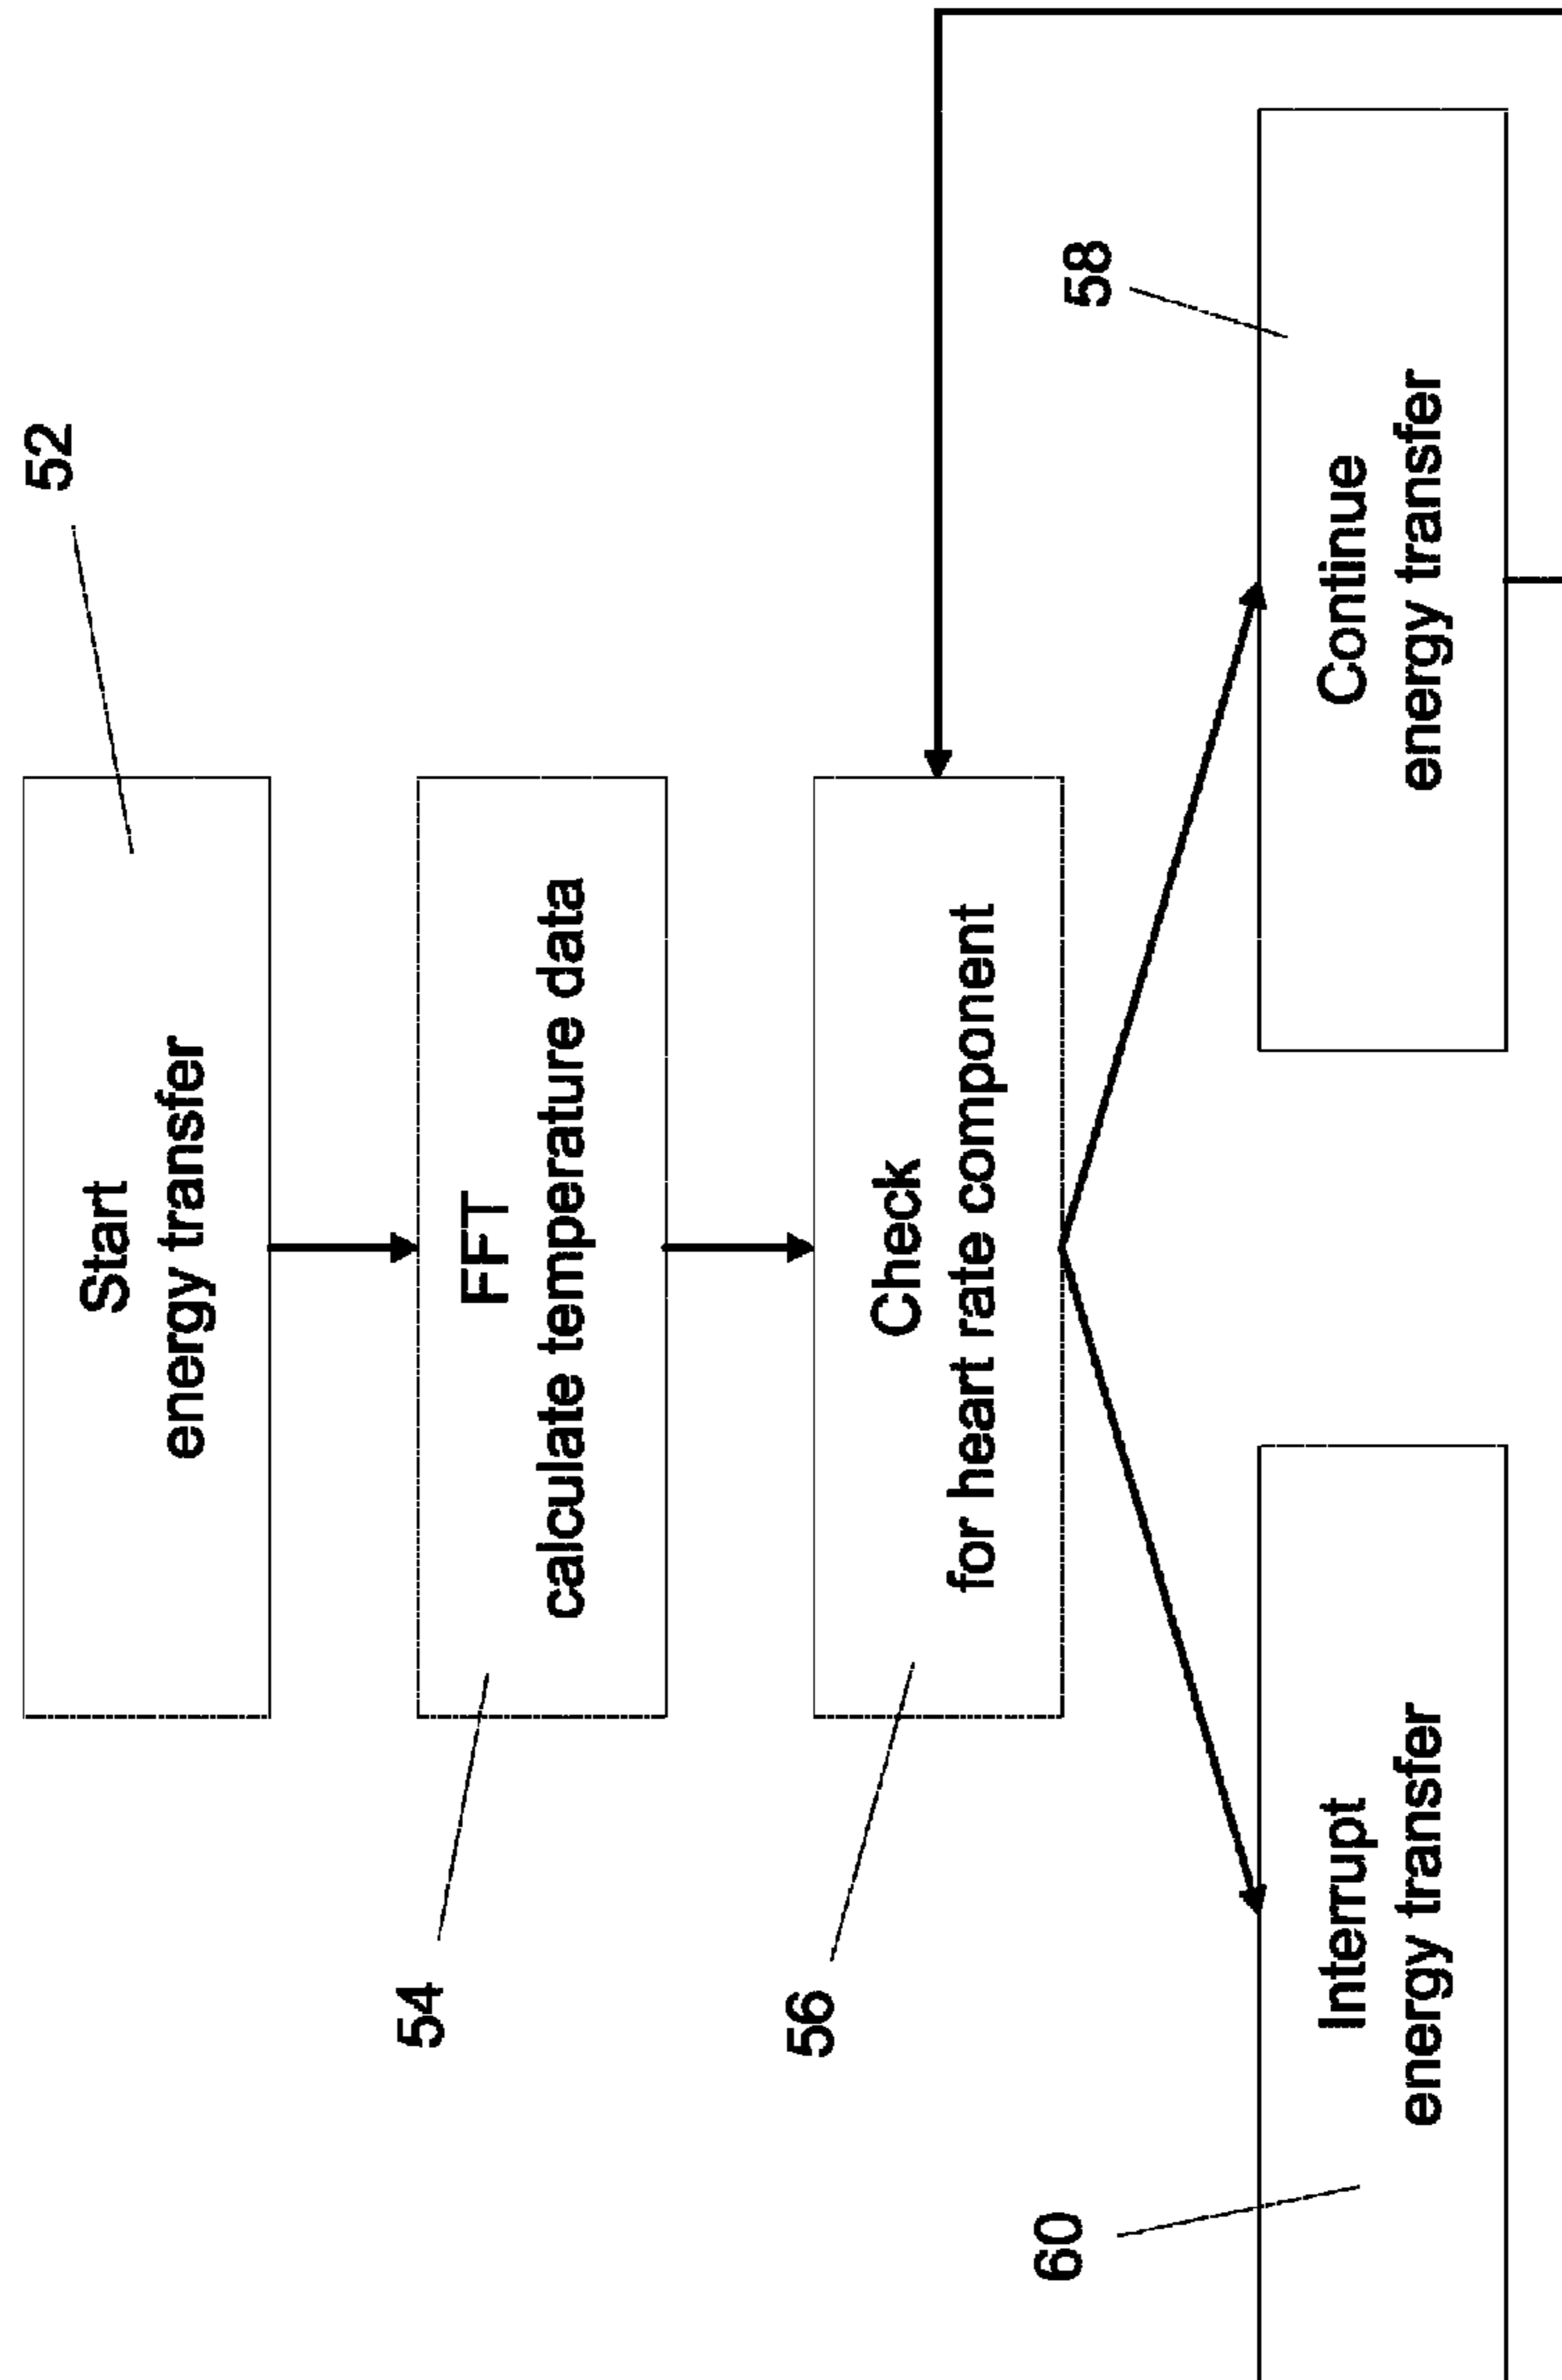 52
Start
energy transfer
FFT
calculate temperature data
54
Check
for heart rate component
56
58
Continue
energy transfer
60
Interrupt
energy transfer